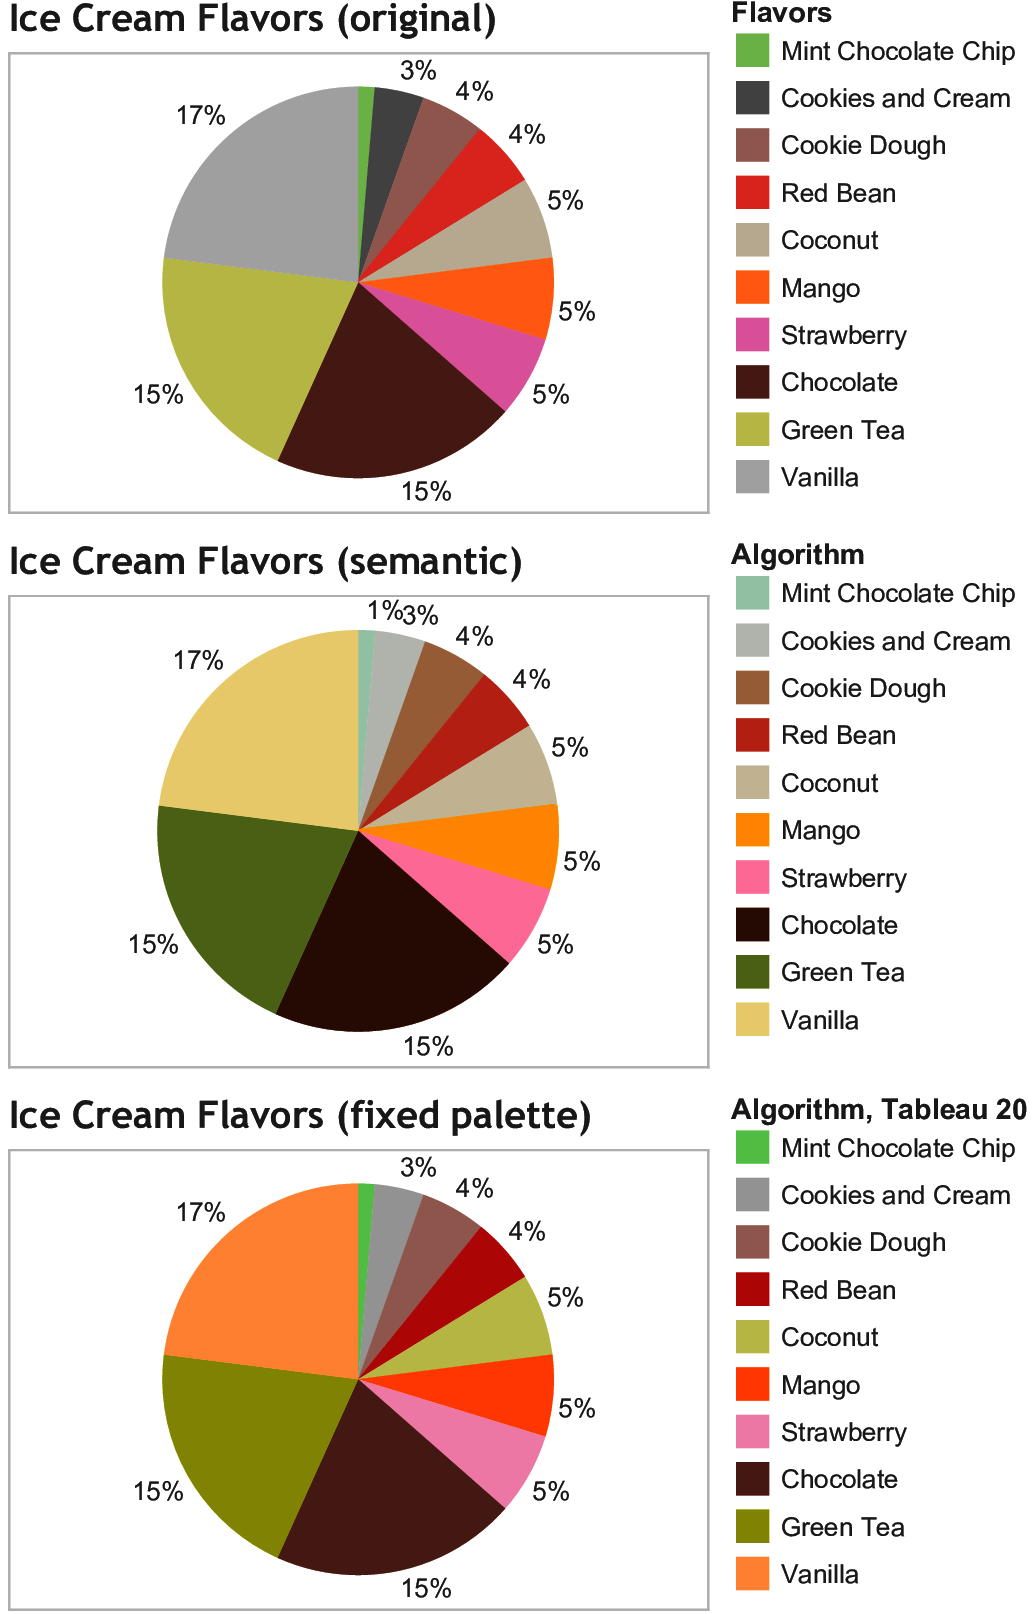 Ice Cream Flavors (original)
3%
4%
4%
5%
5%
5%
15%
15%
17%
Flavors
Mint Chocolate Chip
Cookies and Cream
Cookie Dough
Red Bean
Coconut
Mango
Strawberry
Chocolate
Green Tea
Vanilla
Ice Cream Flavors (semantic)
1%
3%
4%
4%
5%
5%
5%
15%
15%
17%
Algorithm
Mint Chocolate Chip
Cookies and Cream
Cookie Dough
Red Bean
Coconut
Mango
Strawberry
Chocolate
Green Tea
Vanilla
Ice Cream Flavors (fixed palette)
3%
4%
4%
5%
5%
5%
15%
15%
17%
Algorithm, Tableau 20
Mint Chocolate Chip
Cookies and Cream
Cookie Dough
Red Bean
Coconut
Mango
Strawberry
Chocolate
Green Tea
Vanilla